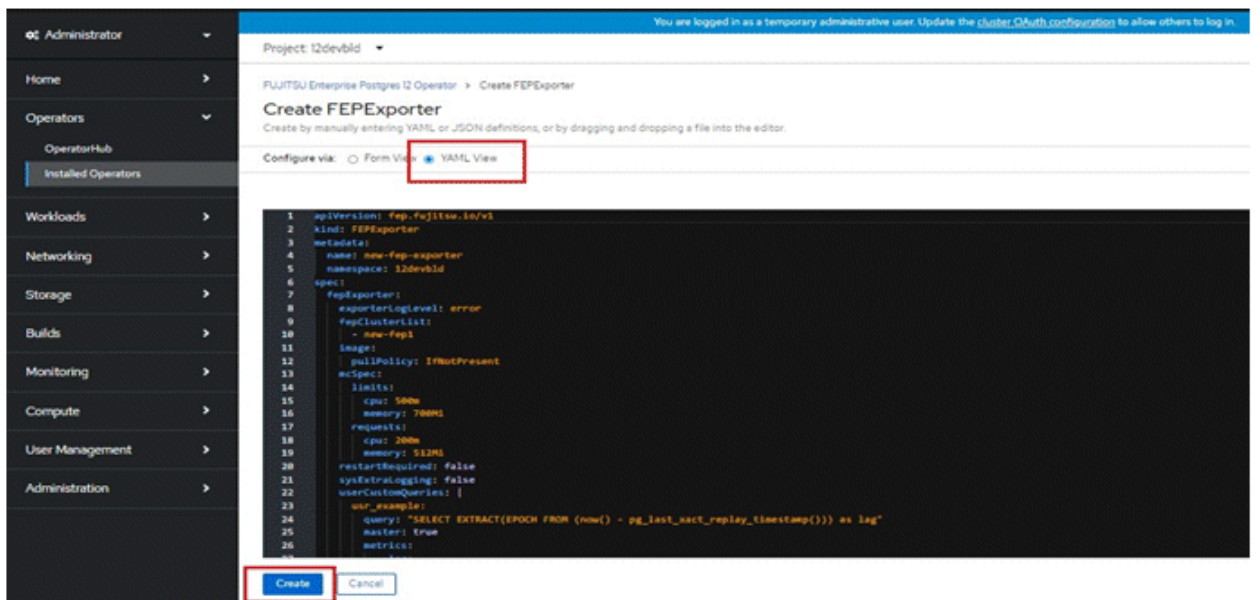 You are logged in as a temporary administrative user. Update the cluster OAuth configuration to allow others to log in.
Administrator
Project: 12devbld
Home
FUJITSU Enterprise Postgres 12 Operator > Create FEPExporter
Operators
Create FEPExporter
Create by manually entering YAML or JSON definitions, or by dragging and dropping a file into the editor.
OperatorHub
Configure via: Form View YAML View
Installed Operators
Workloads
Networking
Storage
Builds
Monitoring
Compute
User Management
Administration
1 apiVersion: fep.fujitsu.io/v1
2 kind: FEPExporter
3 metadata:
4 name: new-fep-exporter
5 namespace: 12devbld
6 spec:
7 fepExporter:
8 exporterLogLevel: error
9 fepClusterList:
10 - new-fep1
11 image:
12 pullPolicy: IfNotPresent
13 mcSpec:
14 limits:
15 cpu: 500m
16 memory: 700Mi
17 requests:
18 cpu: 200m
19 memory: 512Mi
20 restartRequired: false
21 sysExtraLogging: false
22 userCustomQueries: |
23 usr_example:
24 query: "SELECT EXTRACT(EPOCH FROM (now() - pg_last_xact_replay_timestamp())) as lag"
25 master: true
26 metrics:
Create Cancel